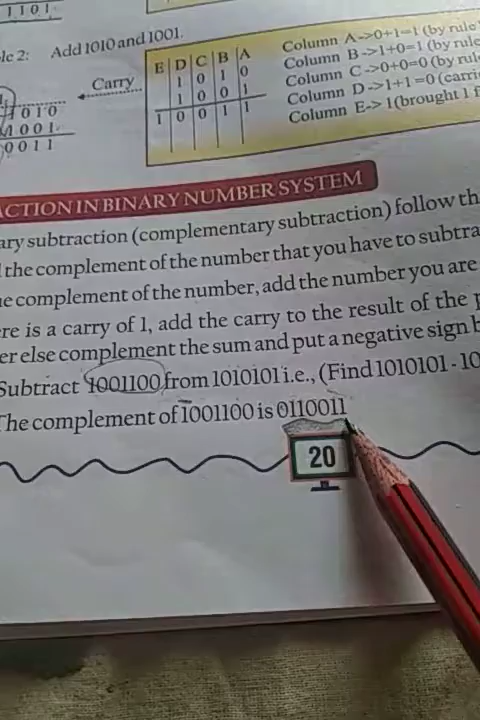 1101
Add 1010 and 1001.
Carry
E D C B A
1 0 1 0
1 0 0 1
1 0 0 1 1
Column A->0+1=1 (by rule
Column B->1+0=1 (by rule
Column C->0+0=0 (by rul
Column D->1+1=0 (carri
Column E-> 1 (brought 1 f
1010
1001
0011
ACTION IN BINARY NUMBER SYSTEM
ary subtraction (complementary subtraction) follow th
the complement of the number that you have to subtra
e complement of the number, add the number you are
re is a carry of 1, add the carry to the result of the p
er else complement the sum and put a negative sign b
Subtract 1001100 from 1010101 i.e., (Find 1010101 - 10
The complement of 1001100 is 0110011
20